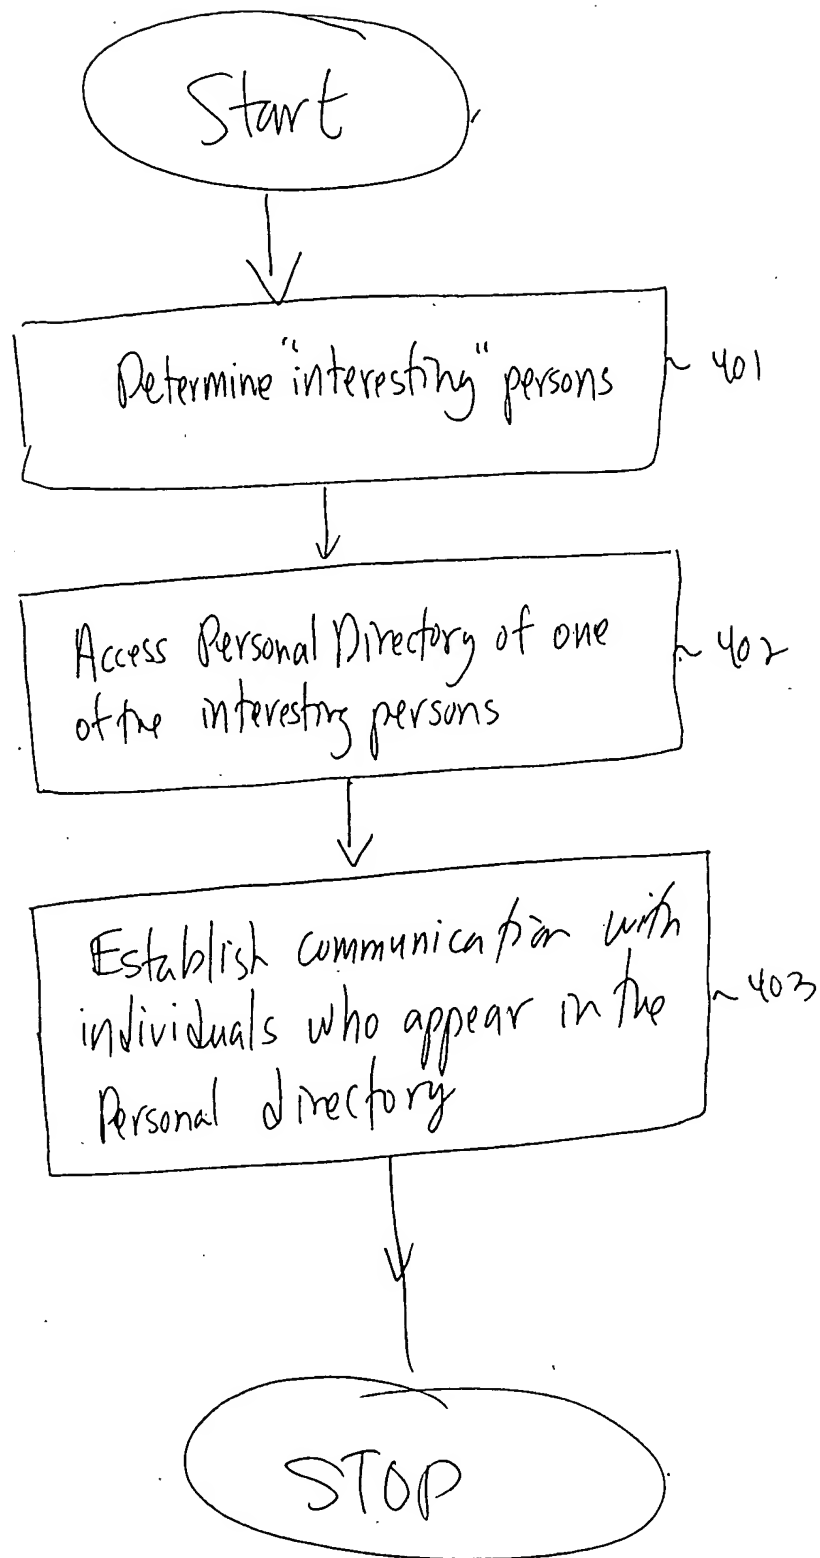 Start
Determine "interesting" persons
~ 401
Access Personal Directory of one
of the interesting persons
~ 402
Establish communication with
individuals who appear in the
Personal directory
~ 403
STOP